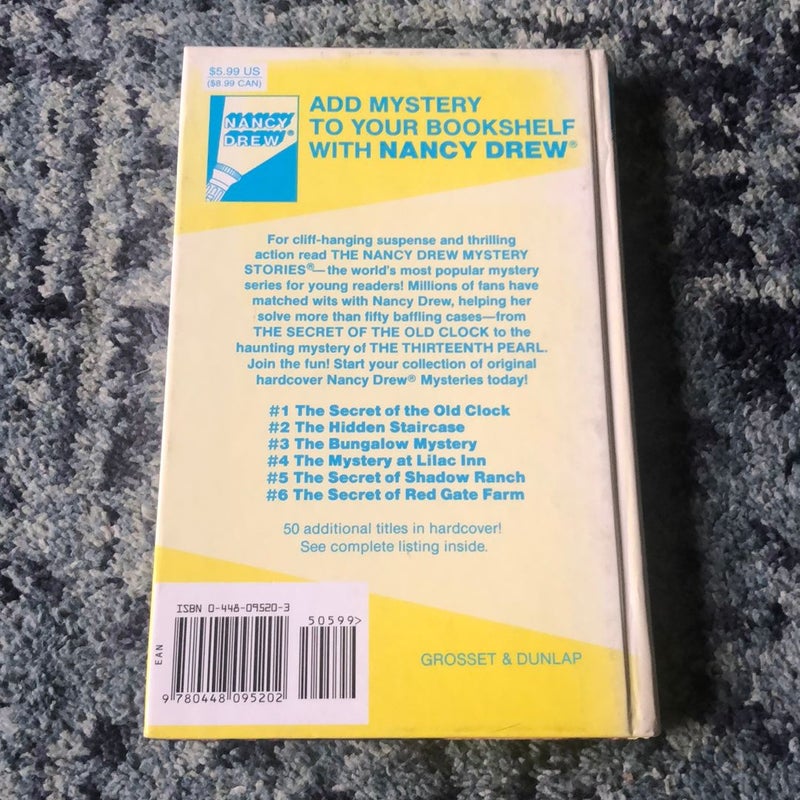 $5.99 US
($8.99 CAN)
NANCY
DREW®
ADD MYSTERY
TO YOUR BOOKSHELF
WITH NANCY DREW®
For cliff-hanging suspense and thrilling
action read THE NANCY DREW MYSTERY
STORIES®—the world's most popular mystery
series for young readers! Millions of fans have
matched wits with Nancy Drew, helping her
solve more than fifty baffling cases—from
THE SECRET OF THE OLD CLOCK to the
haunting mystery of THE THIRTEENTH PEARL.
Join the fun! Start your collection of original
hardcover Nancy Drew® Mysteries today!
#1 The Secret of the Old Clock
#2 The Hidden Staircase
#3 The Bungalow Mystery
#4 The Mystery at Lilac Inn
#5 The Secret of Shadow Ranch
#6 The Secret of Red Gate Farm
50 additional titles in hardcover!
See complete listing inside.
ISBN 0-448-09520-3
50599>
EAN
9 780448 095202
GROSSET & DUNLAP